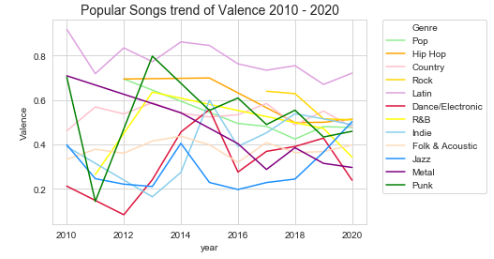 Popular Songs trend of Valence 2010 - 2020
Valence
0.8
0.6
0.4
0.2
2010
2012
2014
2016
2018
2020
year
Genre
Pop
Hip Hop
Country
Rock
Latin
Dance/Electronic
R&B
Indie
Folk & Acoustic
Jazz
Metal
Punk